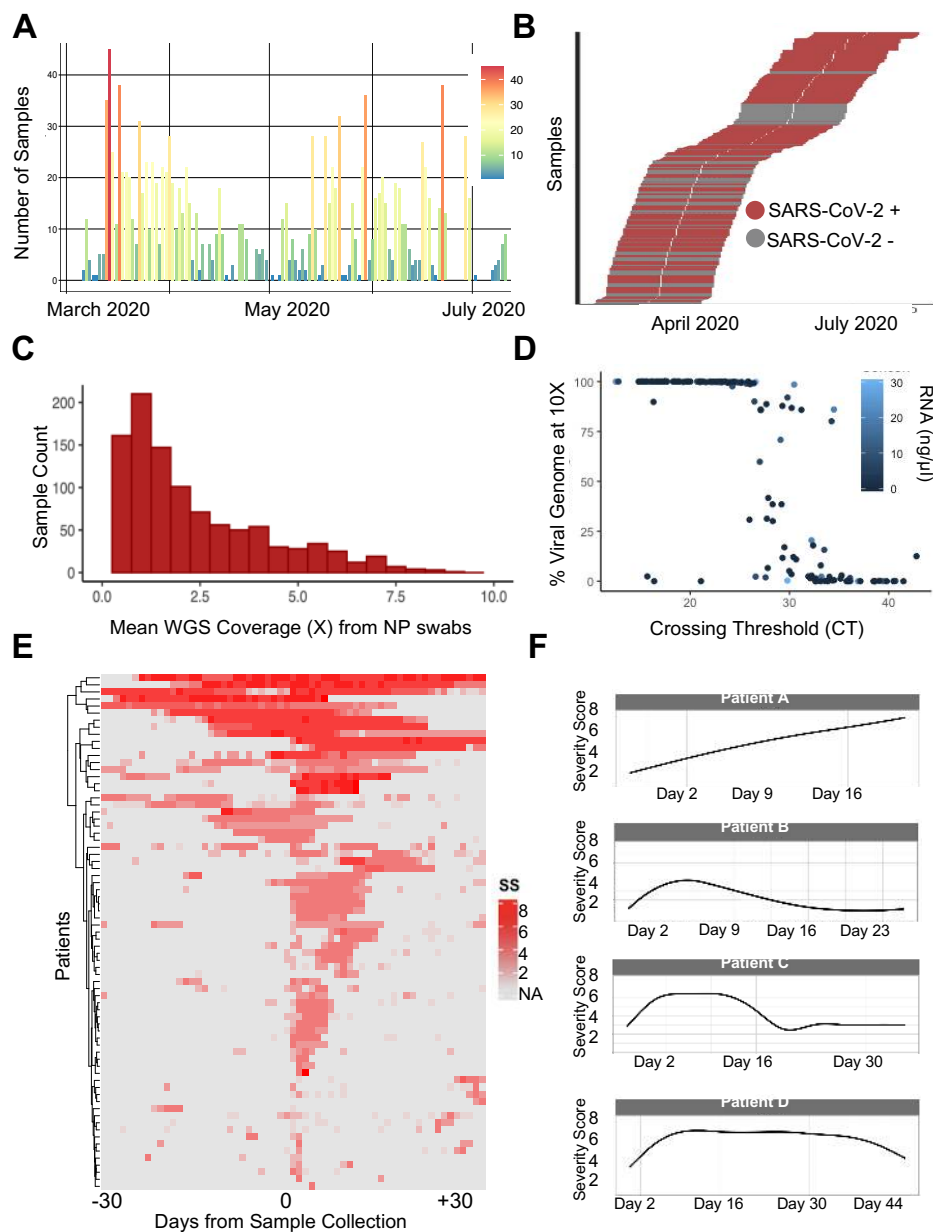 A
Number of Samples
40
30
20
10
0
40
30
20
10
March 2020
May 2020
July 2020
B
Samples
SARS-CoV-2 +
SARS-CoV-2 -
April 2020
July 2020
C
Sample Count
200
150
100
50
0
0.0
2.5
5.0
7.5
10.0
Mean WGS Coverage (X) from NP swabs
D
% Viral Genome at 10X
100
75
50
25
0
20
30
40
Crossing Threshold (CT)
30
20
10
0
RNA (ng/µl)
E
Patients
SS
8
6
4
2
NA
-30
0
+30
Days from Sample Collection
F
Patient A
Severity Score
8
6
4
2
Day 2
Day 9
Day 16
Patient B
Severity Score
8
6
4
2
Day 2
Day 9
Day 16
Day 23
Patient C
Severity Score
8
6
4
2
Day 2
Day 16
Day 30
Patient D
Severity Score
8
6
4
2
Day 2
Day 16
Day 30
Day 44